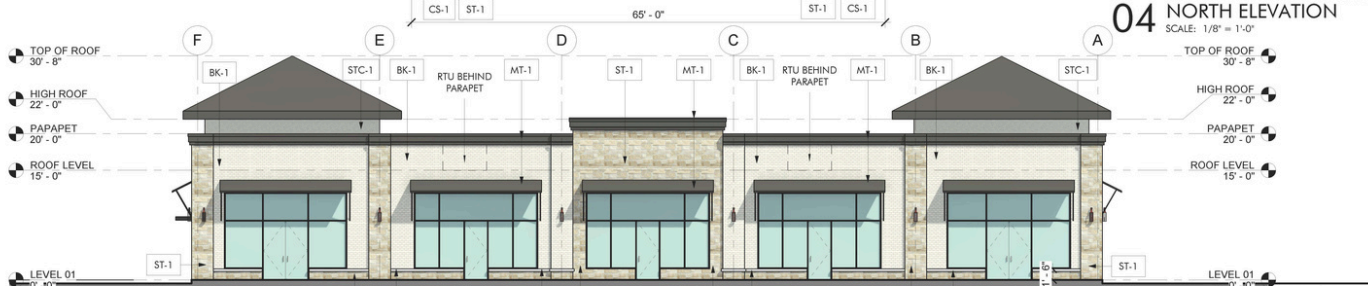 CS-1 ST-1 65' - 0" ST-1 CS-1
04 NORTH ELEVATION
SCALE: 1/8" = 1'-0"
F E D C B A
TOP OF ROOF
30' - 8"
HIGH ROOF
22' - 0"
PAPAPET
20' - 0"
ROOF LEVEL
15' - 0"
LEVEL 01
0' - 0"
BK-1
STC-1
BK-1
RTU BEHIND
PARAPET
MT-1
ST-1
MT-1
BK-1
RTU BEHIND
PARAPET
MT-1
BK-1
STC-1
TOP OF ROOF
30' - 8"
HIGH ROOF
22' - 0"
PAPAPET
20' - 0"
ROOF LEVEL
15' - 0"
LEVEL 01
0' - 0"
ST-1
ST-1
1' - 6"